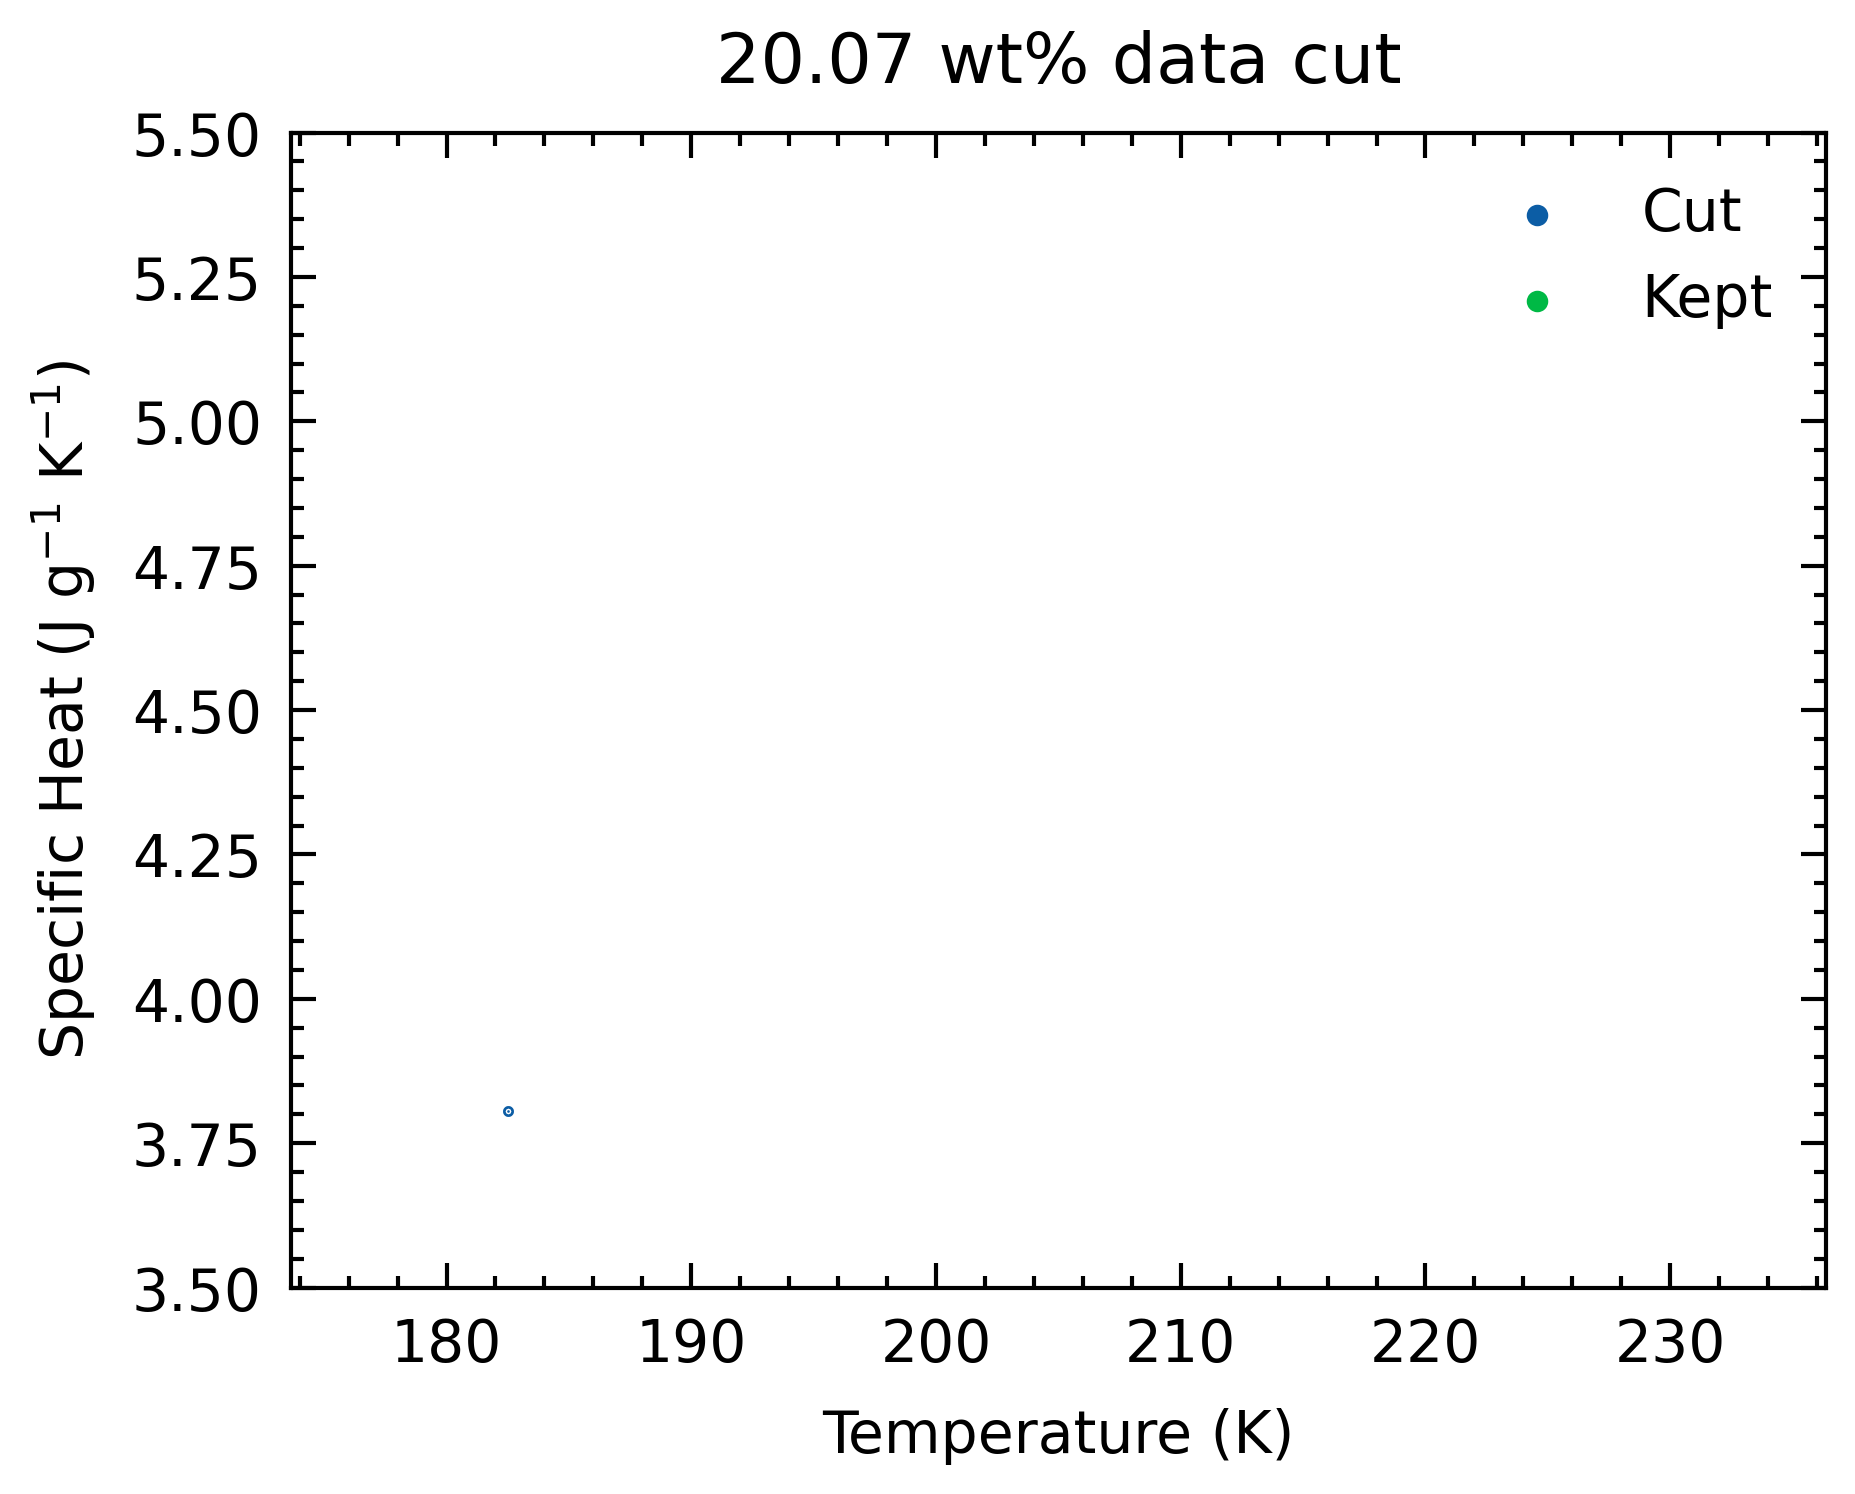 20.07 wt% data cut
Cut
Kept
5.50
5.25
5.00
4.75
4.50
4.25
4.00
3.75
3.50
Specific Heat (J g⁻¹ K⁻¹)
180 190 200 210 220 230
Temperature (K)